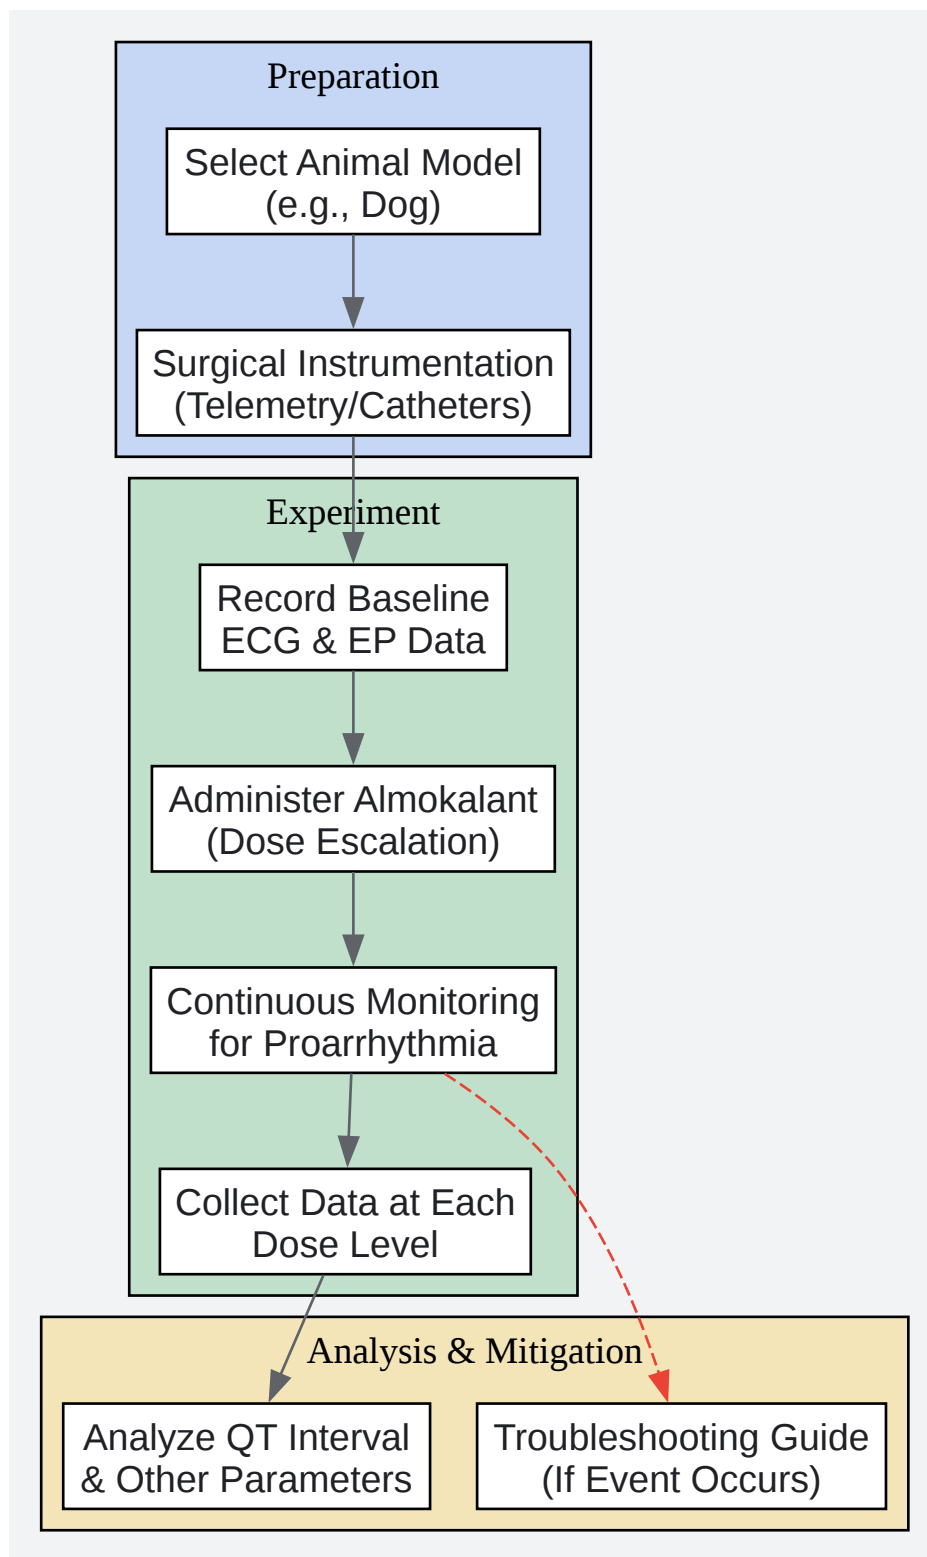 Preparation
Select Animal Model
(e.g., Dog)
Surgical Instrumentation
(Telemetry/Catheters)
Experiment
Record Baseline
ECG & EP Data
Administer Almokalant
(Dose Escalation)
Continuous Monitoring
for Proarrhythmia
Collect Data at Each
Dose Level
Analysis & Mitigation
Analyze QT Interval
& Other Parameters
Troubleshooting Guide
(If Event Occurs)